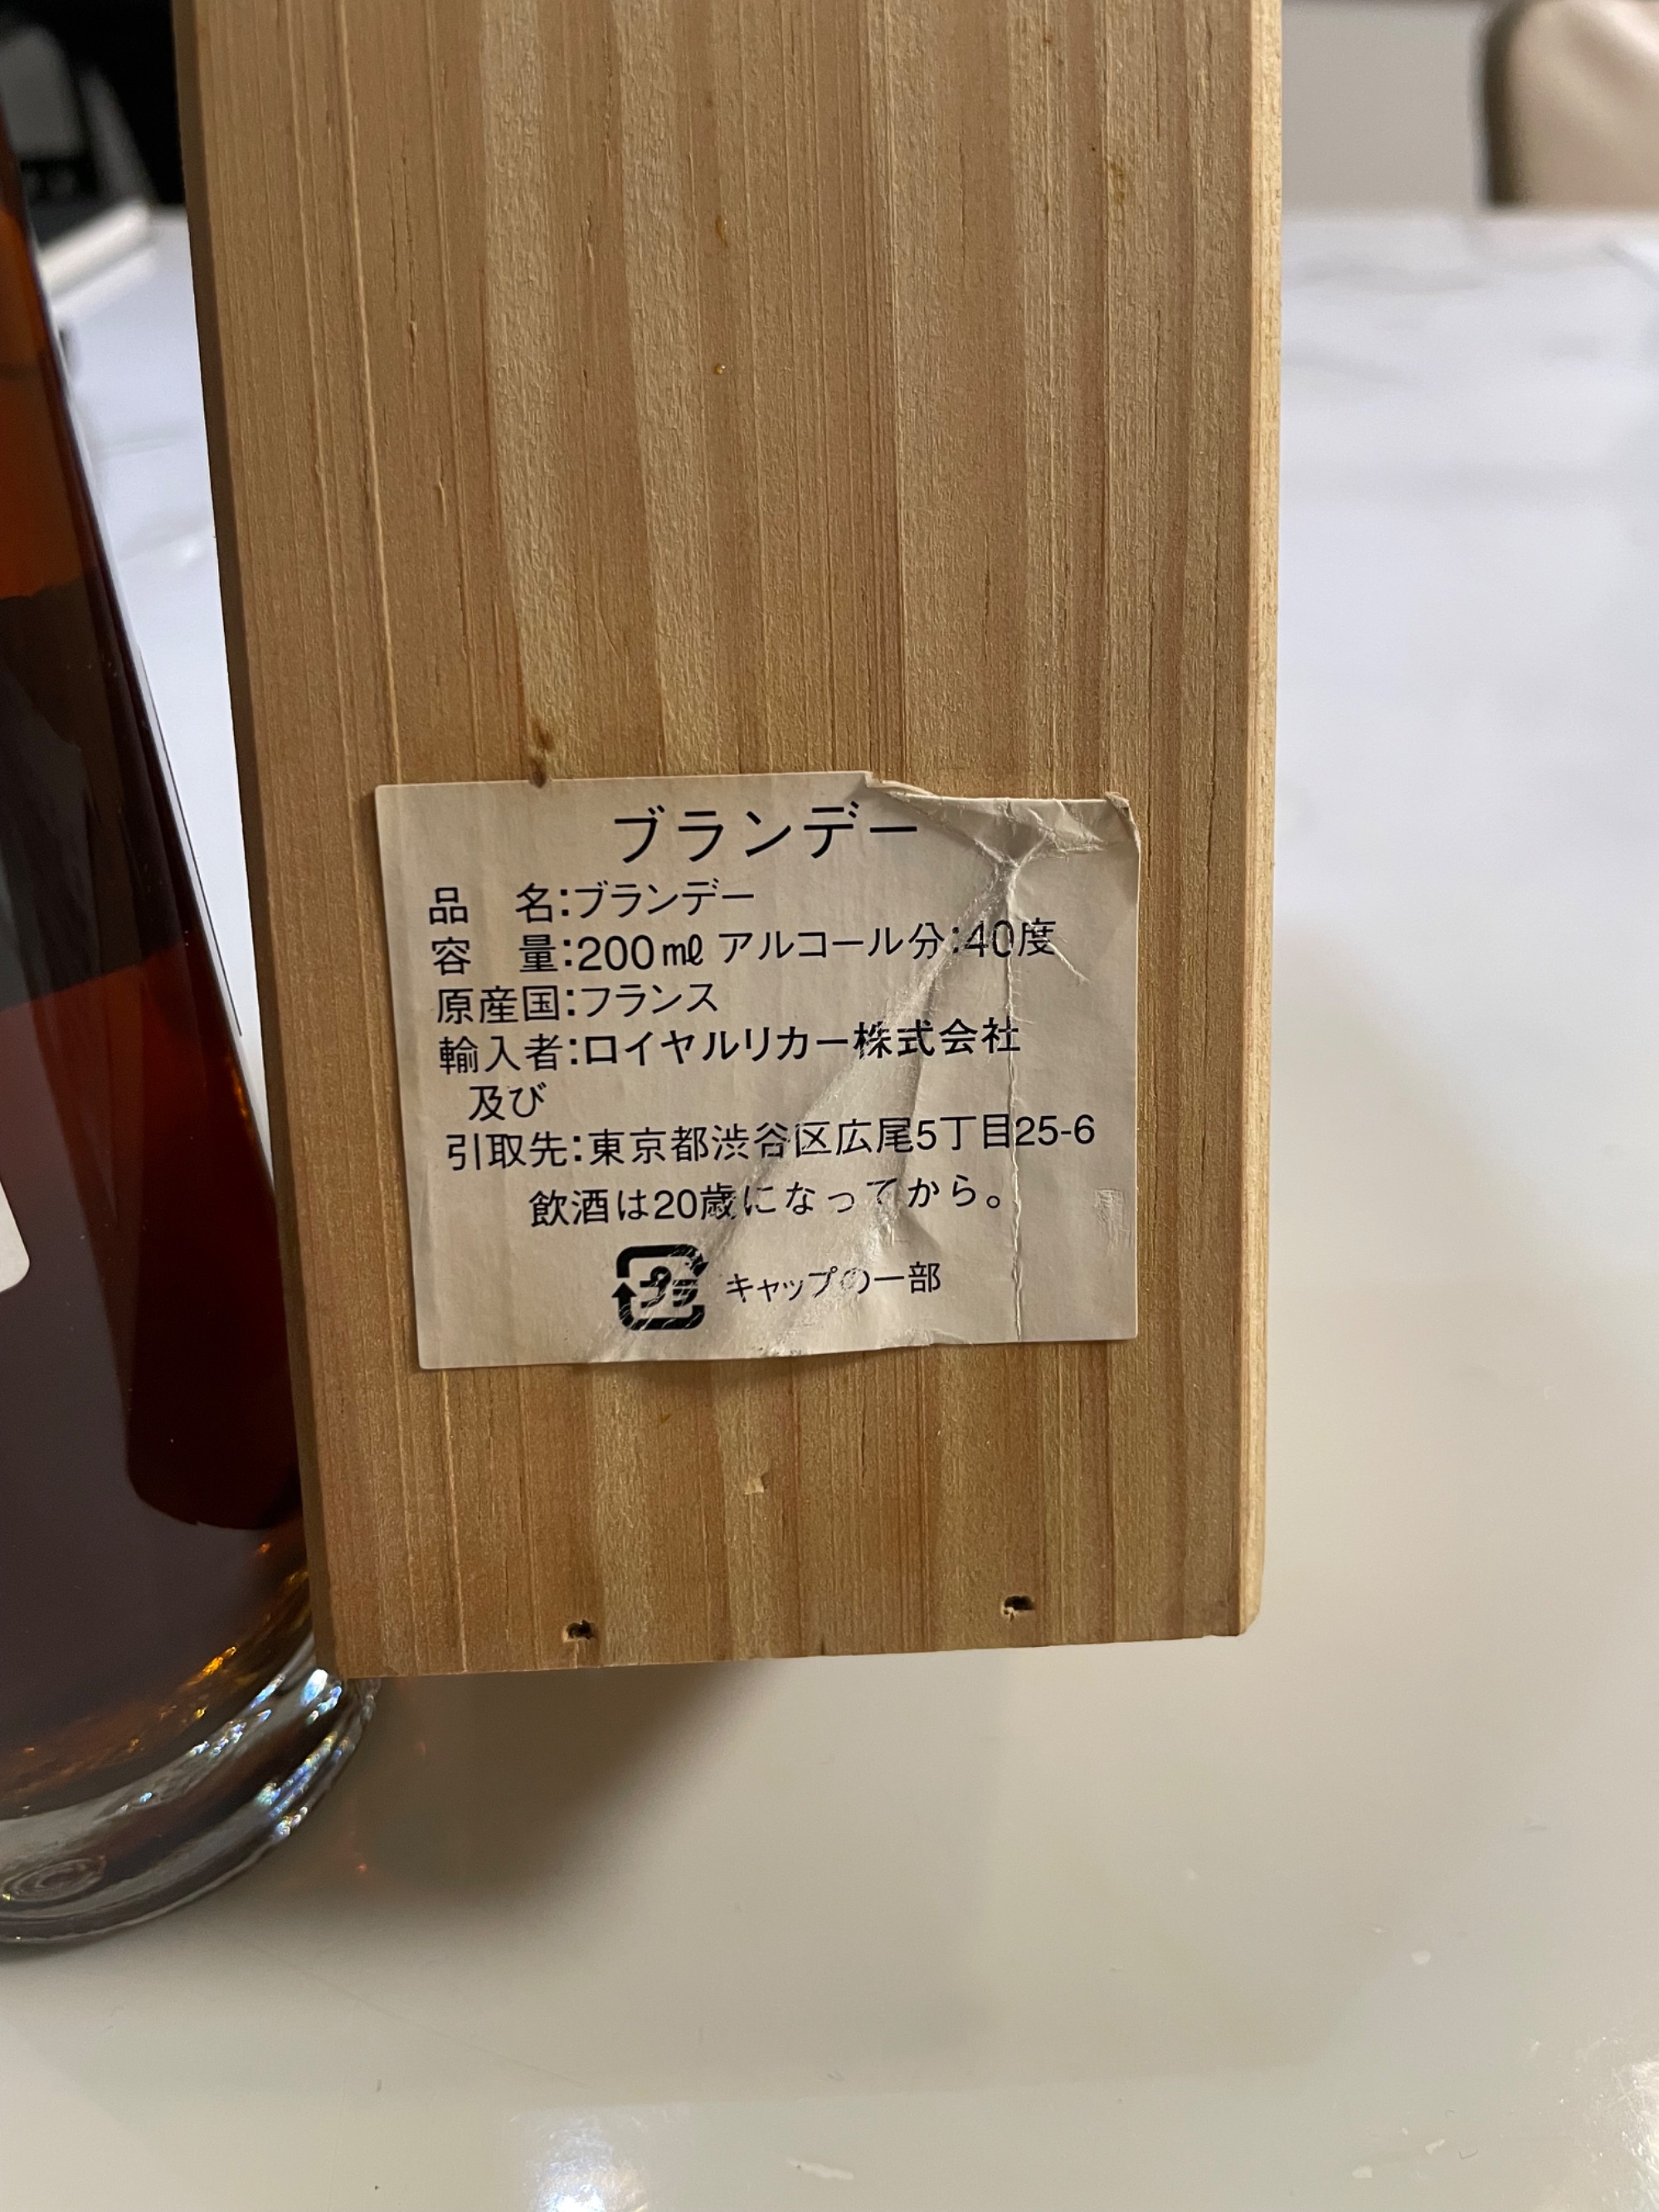 ブランデー
品　名:ブランデー
容　量:200㎖ アルコール分:40度
原産国:フランス
輸入者:ロイヤルリカー株式会社
及び
引取先:東京都渋谷区広尾5丁目25-6
飲酒は20歳になってから。
プラ キャップの一部